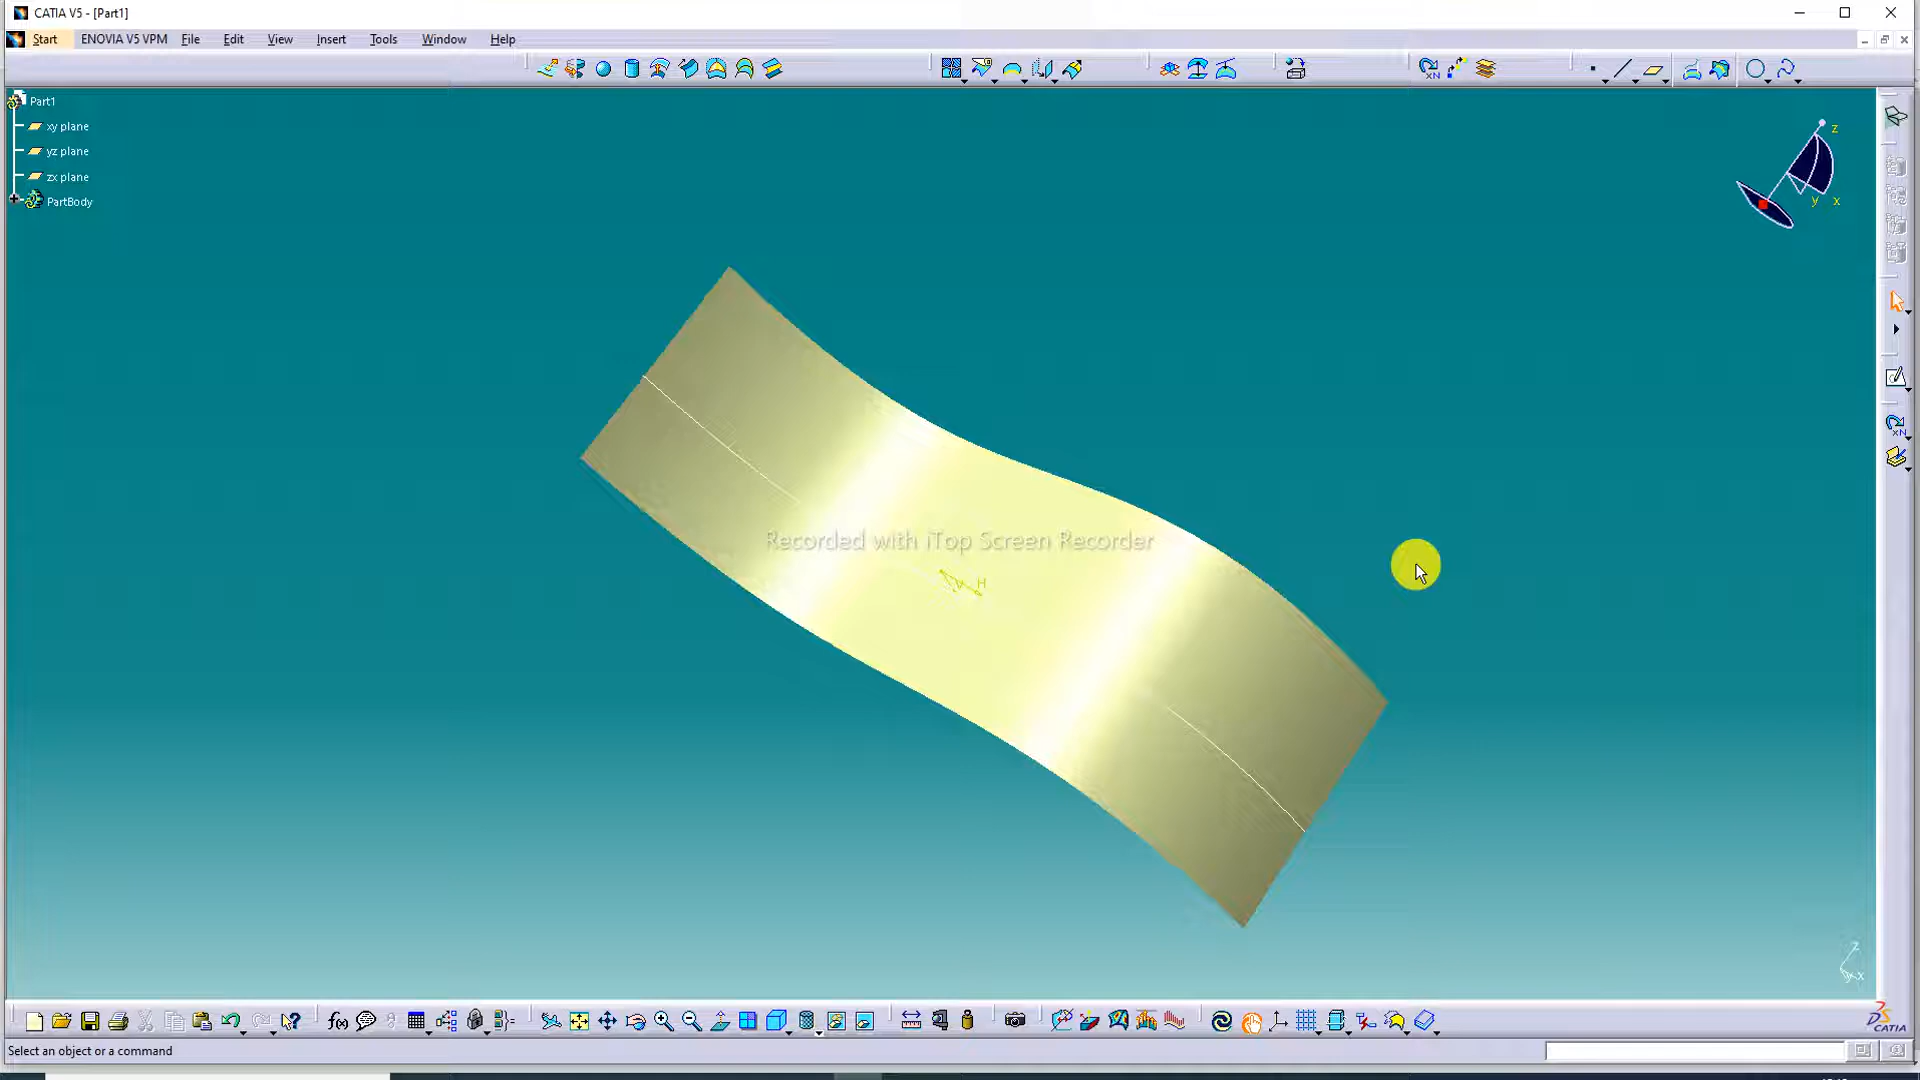 CATIA V5 - [Part1]
Start ENOVIA V5 VPM File Edit View Insert Tools Window Help
Part1
xy plane
yz plane
zx plane
PartBody
z
y x
Recorded with iTop Screen Recorder
H
z
x
f(x)
CATIA
Select an object or a command